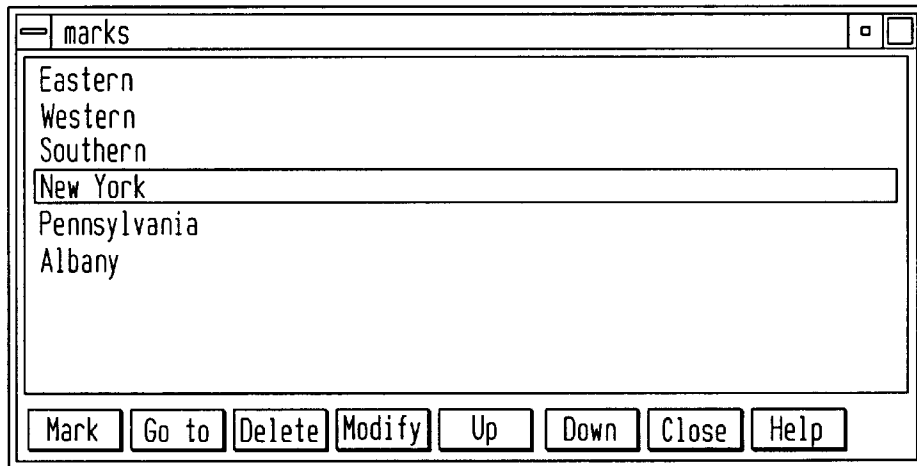 marks
Eastern
Western
Southern
New York
Pennsylvania
Albany
Mark Go to Delete Modify Up Down Close Help